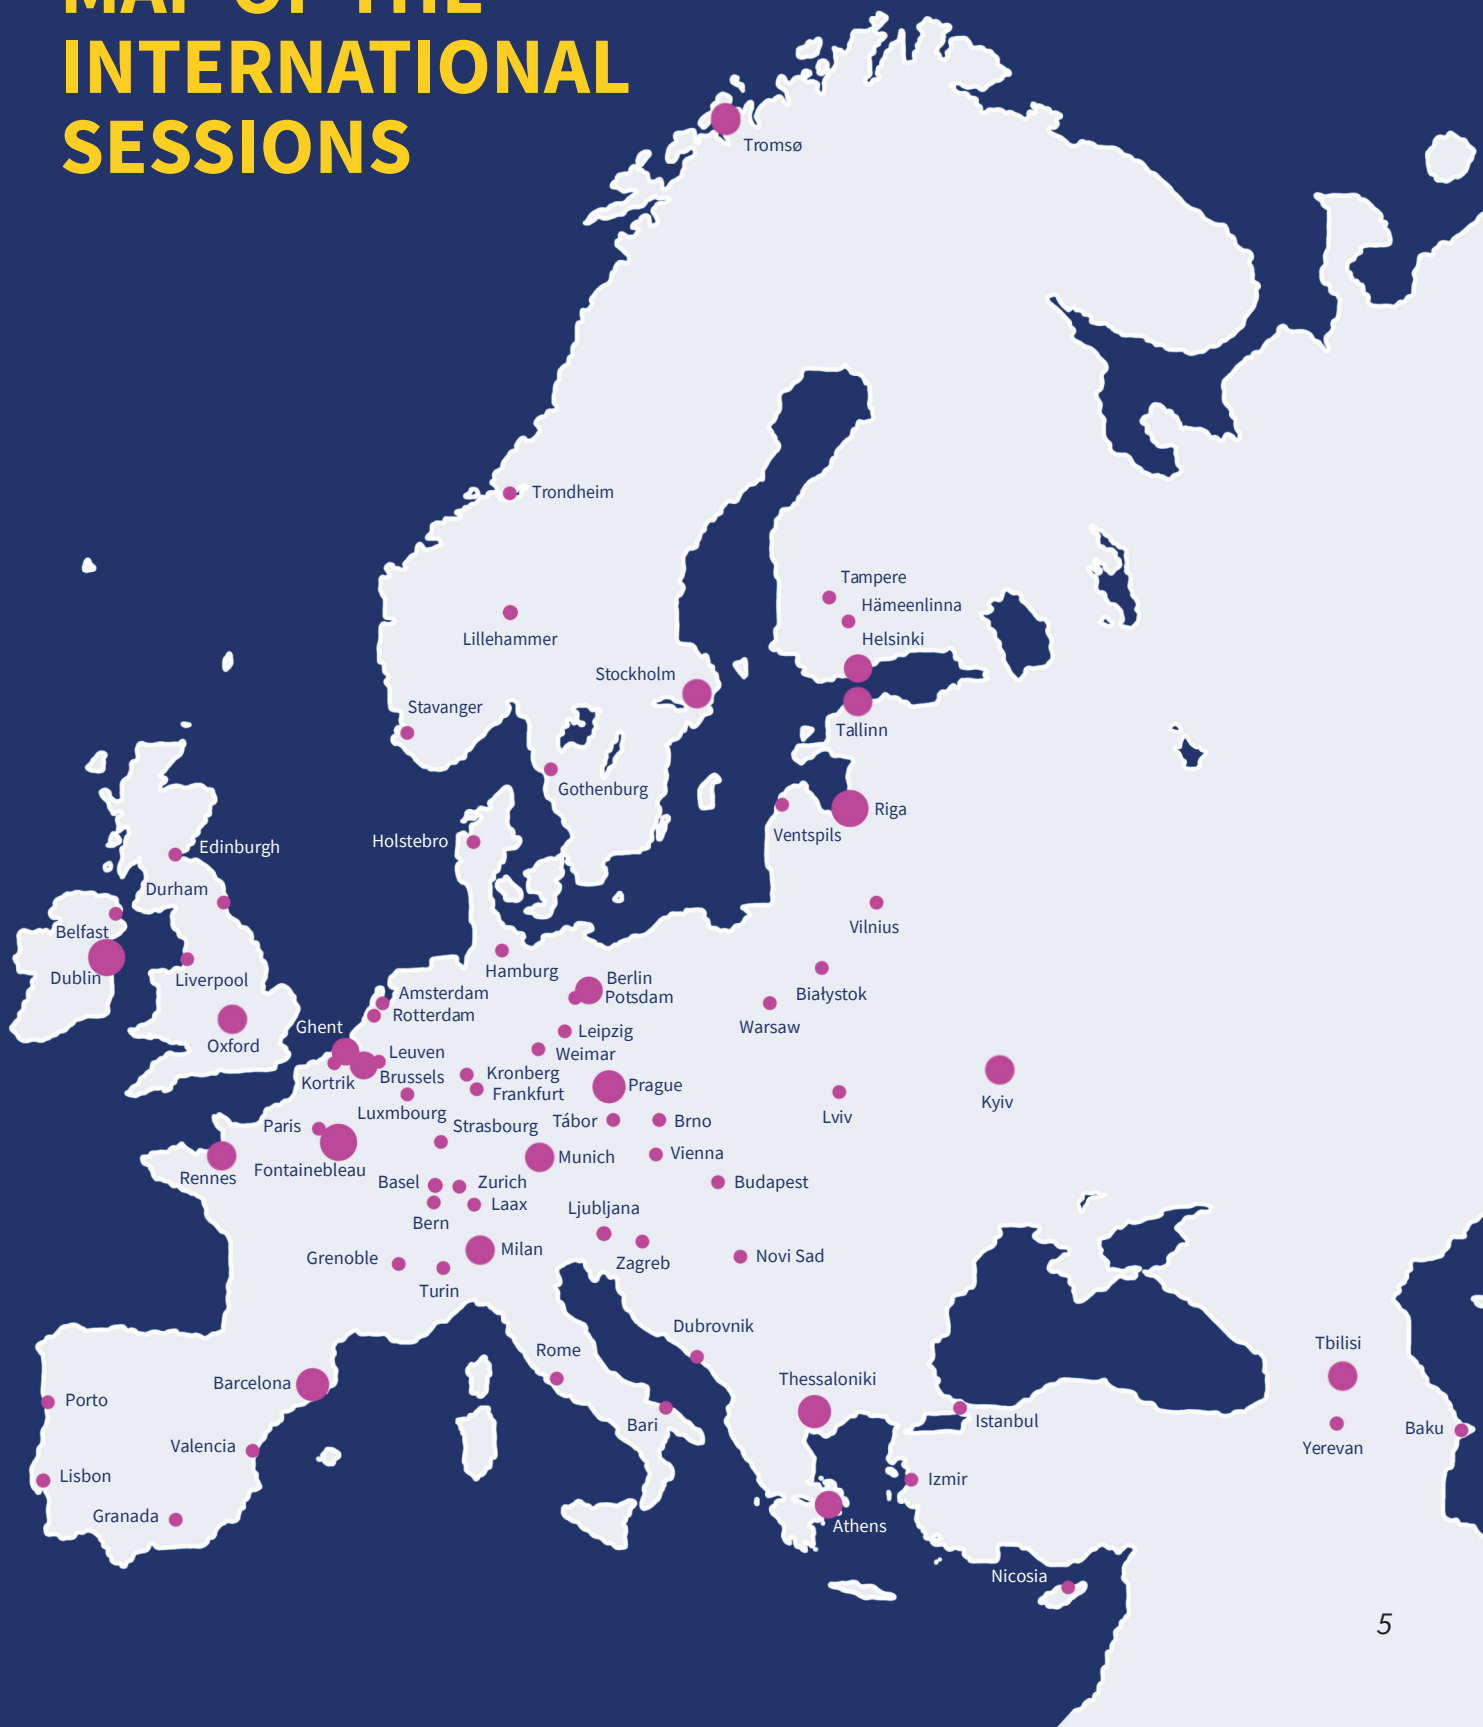 MAP OF THE
INTERNATIONAL
SESSIONS
Tromsø
Trondheim
Tampere
Hämeenlinna
Lillehammer
Helsinki
Stockholm
Stavanger
Tallinn
Gothenburg
Riga
Ventspils
Holstebro
Edinburgh
Durham
Vilnius
Belfast
Hamburg
Dublin
Liverpool
Berlin
Potsdam
Białystok
Amsterdam
Rotterdam
Warsaw
Ghent
Leipzig
Oxford
Leuven
Weimar
Kortrik
Brussels
Kronberg
Frankfurt
Prague
Kyiv
Luxmbourg
Lviv
Paris
Strasbourg
Tábor
Brno
Munich
Vienna
Fontainebleau
Rennes
Basel
Zurich
Budapest
Laax
Ljubljana
Bern
Milan
Grenoble
Zagreb
Novi Sad
Turin
Dubrovnik
Tbilisi
Rome
Barcelona
Thessaloniki
Porto
Bari
Istanbul
Baku
Valencia
Yerevan
Lisbon
Izmir
Granada
Athens
Nicosia
5